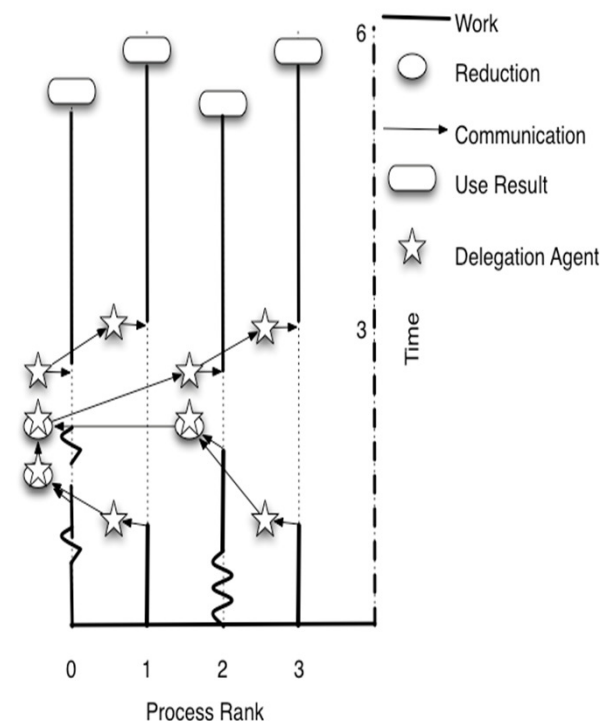 6
Work
Reduction
Communication
Use Result
Delegation Agent
3
Time
0 1 2 3
Process Rank